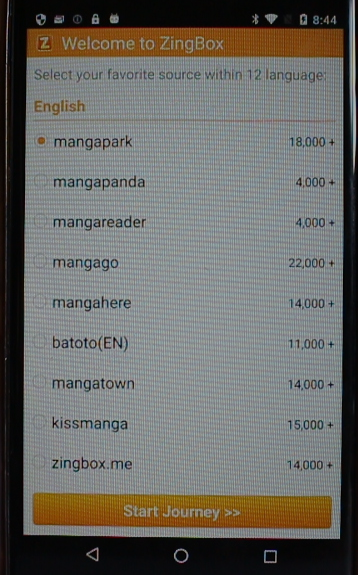 8:44
Z Welcome to ZingBox
Select your favorite source within 12 language:
English
mangapark 18,000 +
mangapanda 4,000 +
mangareader 4,000 +
mangago 22,000 +
mangahere 14,000 +
batoto(EN) 11,000 +
mangatown 14,000 +
kissmanga 15,000 +
zingbox.me 14,000 +
Start Journey >>